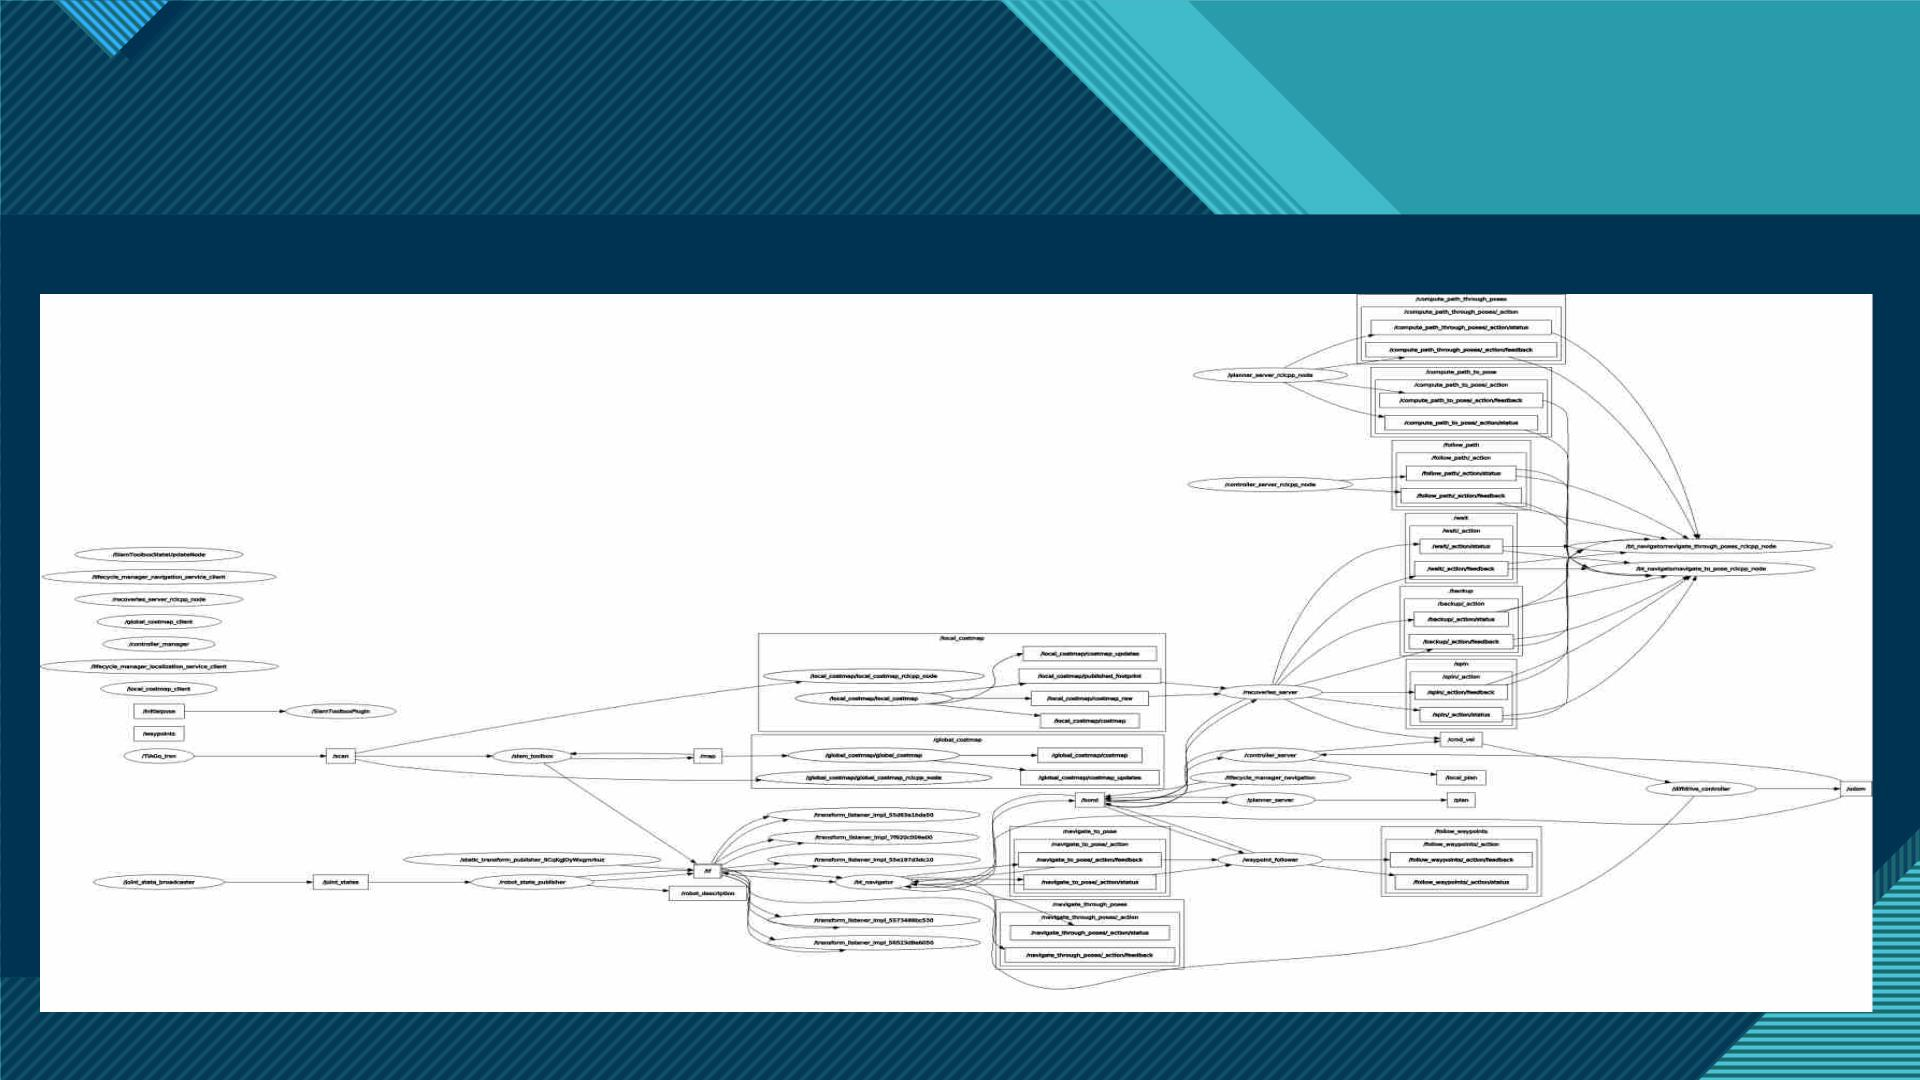 /compute_path_through_poses
/compute_path_through_poses/_action
/compute_path_through_poses/_action/status
/compute_path_through_poses/_action/feedback
/planner_server_rclcpp_node
/compute_path_to_pose
/compute_path_to_pose/_action
/compute_path_to_pose/_action/feedback
/compute_path_to_pose/_action/status
/follow_path
/follow_path/_action
/follow_path/_action/status
/controller_server_rclcpp_node
/follow_path/_action/feedback
/wait
/wait/_action
/wait/_action/status
/bt_navigatornavigate_through_poses_rclcpp_node
/wait/_action/feedback
/bt_navigatornavigate_to_pose_rclcpp_node
/SlamToolboxStateUpdateNode
/lifecycle_manager_navigation_service_client
/recoveries_server_rclcpp_node
/global_costmap_client
/controller_manager
/lifecycle_manager_localization_service_client
/local_costmap_client
/backup
/backup/_action
/backup/_action/status
/backup/_action/feedback
/local_costmap
/local_costmap/costmap_updates
/local_costmap/local_costmap_rclcpp_node
/local_costmap/published_footprint
/local_costmap/local_costmap
/local_costmap/costmap_raw
/local_costmap/costmap
/recoveries_server
/spin
/spin/_action
/spin/_action/feedback
/spin/_action/status
/initialpose
/SlamToolboxPlugin
/waypoints
/TIAGo_tren
/scan
/slam_toolbox
/map
/global_costmap
/global_costmap/global_costmap
/global_costmap/costmap
/global_costmap/global_costmap_rclcpp_node
/global_costmap/costmap_updates
/cmd_vel
/controller_server
/lifecycle_manager_navigation
/local_plan
/bond
/planner_server
/plan
/diffdrive_controller
/odom
/joint_state_broadcaster
/joint_states
/robot_state_publisher
/tf
/robot_description
/bt_navigator
/navigate_to_pose
/navigate_to_pose/_action
/navigate_to_pose/_action/feedback
/navigate_to_pose/_action/status
/waypoint_follower
/follow_waypoints
/follow_waypoints/_action
/follow_waypoints/_action/feedback
/follow_waypoints/_action/status
/navigate_through_poses
/navigate_through_poses/_action
/navigate_through_poses/_action/status
/navigate_through_poses/_action/feedback